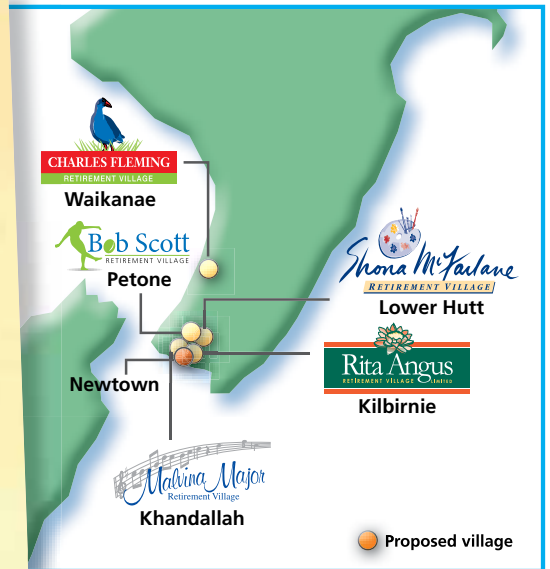 CHARLES FLEMING
RETIREMENT VILLAGE
Waikanae
Bob Scott
RETIREMENT VILLAGE
Petone
Shona McFarlane
RETIREMENT VILLAGE
Lower Hutt
Rita Angus
RETIREMENT VILLAGE LIMITED
Kilbirnie
Newtown
Malvina Major
Retirement Village
Khandallah
Proposed village